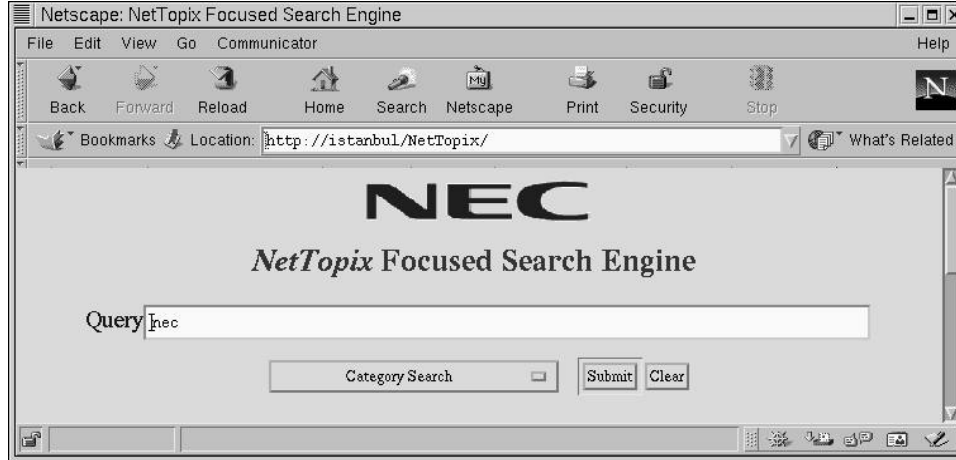 Netscape: NetTopix Focused Search Engine
File Edit View Go Communicator Help
Back Forward Reload Home Search Netscape Print Security Stop
My
N
Bookmarks Location: http://istanbul/NetTopix/ What's Related
NEC
NetTopix Focused Search Engine
Query nec
Category Search Submit Clear